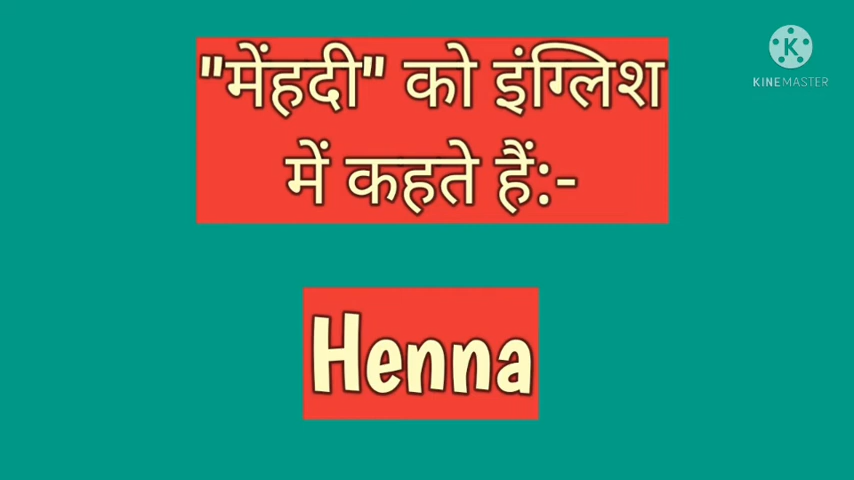 "मेंहदी" को इंग्लिश
में कहते हैं:-
Henna
K
KINEMASTER